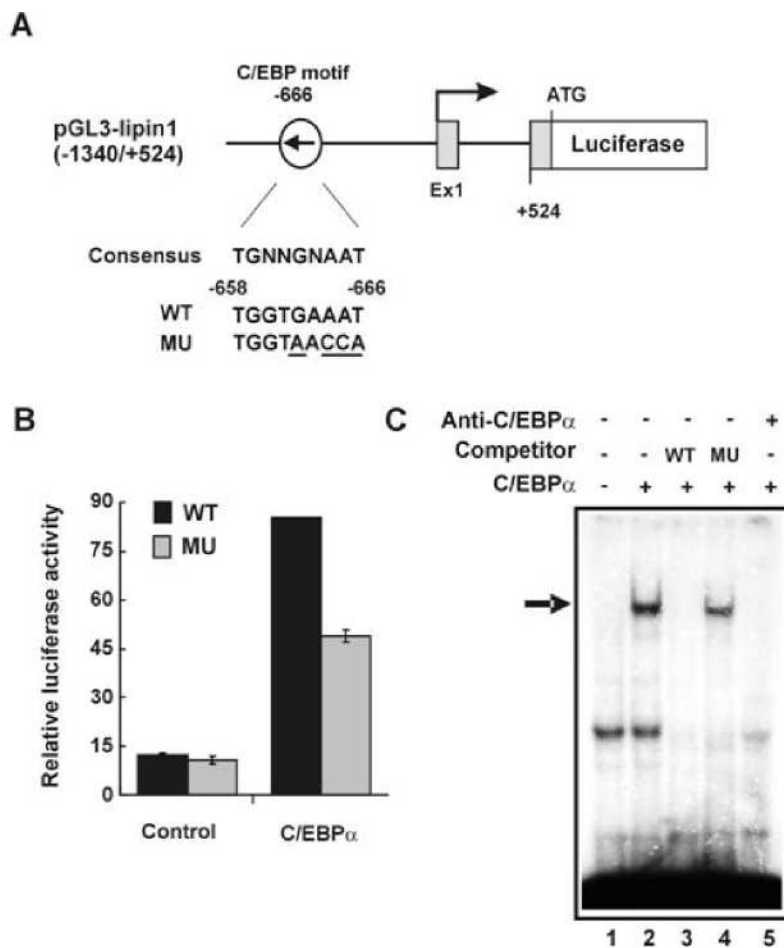 A
C/EBP motif
-666
ATG
pGL3-lipin1
(-1340/+524)
Luciferase
Ex1
+524
Consensus TGNNGNAAT
-658 -666
WT TGGTGAAAT
MU TGGTAACCA
B
Relative luciferase activity
90
75
60
45
30
15
0
WT
MU
Control C/EBPα
C
Anti-C/EBPα - - - - +
Competitor - - WT MU -
C/EBPα - + + + +
1 2 3 4 5